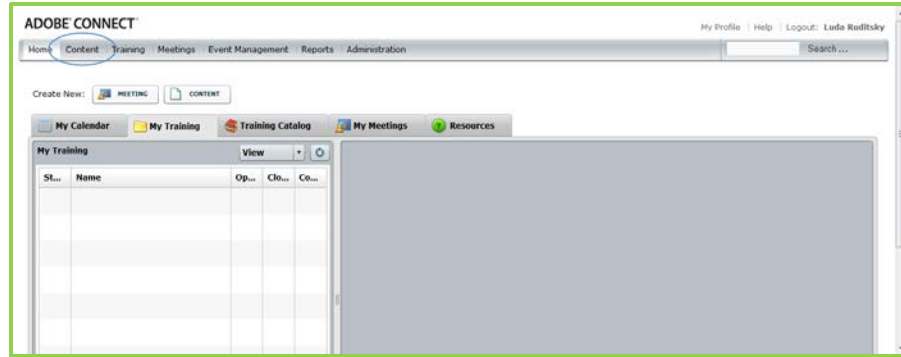 ADOBE® CONNECT™
My Profile | Help | Logout: Luda Ruditsky
Home Content Training Meetings Event Management Reports Administration Search ...
Create New: MEETING CONTENT
My Calendar My Training Training Catalog My Meetings Resources
My Training View
St... Name Op... Clo... Co...